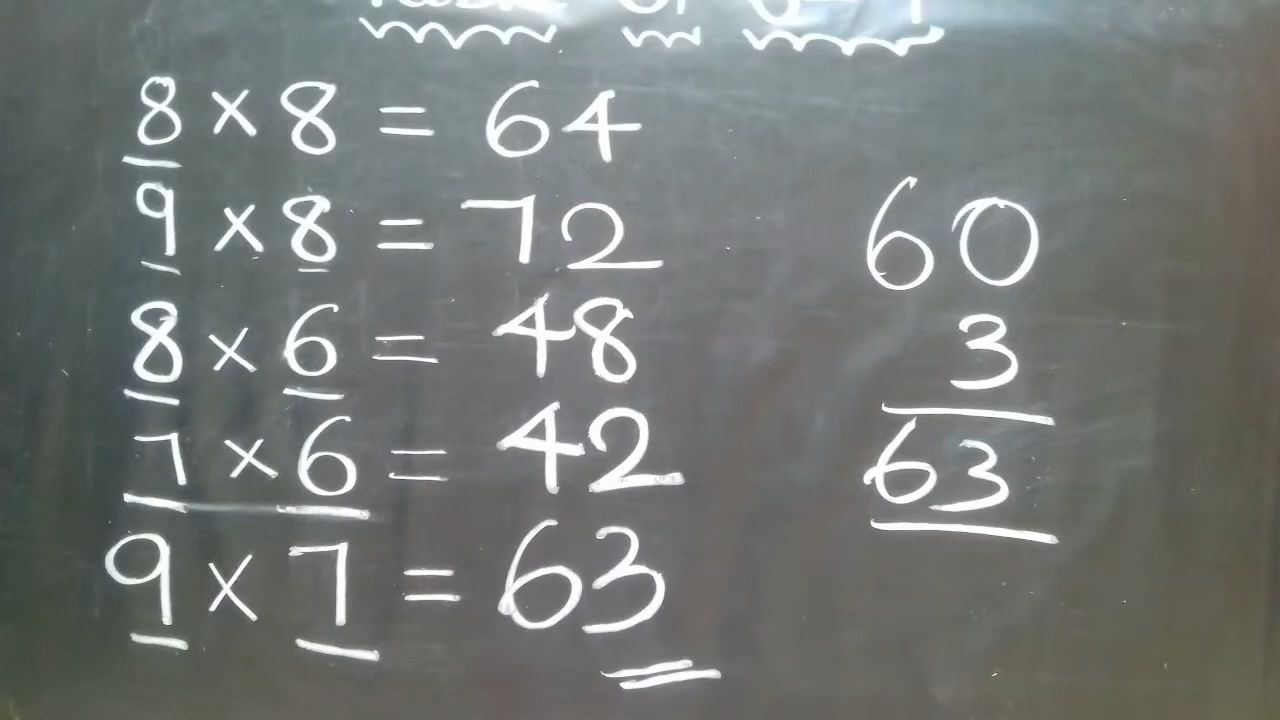 8 × 8 = 64
9 × 8 = 72
8 × 6 = 48
7 × 6 = 42
9 × 7 = 63
60
3
63